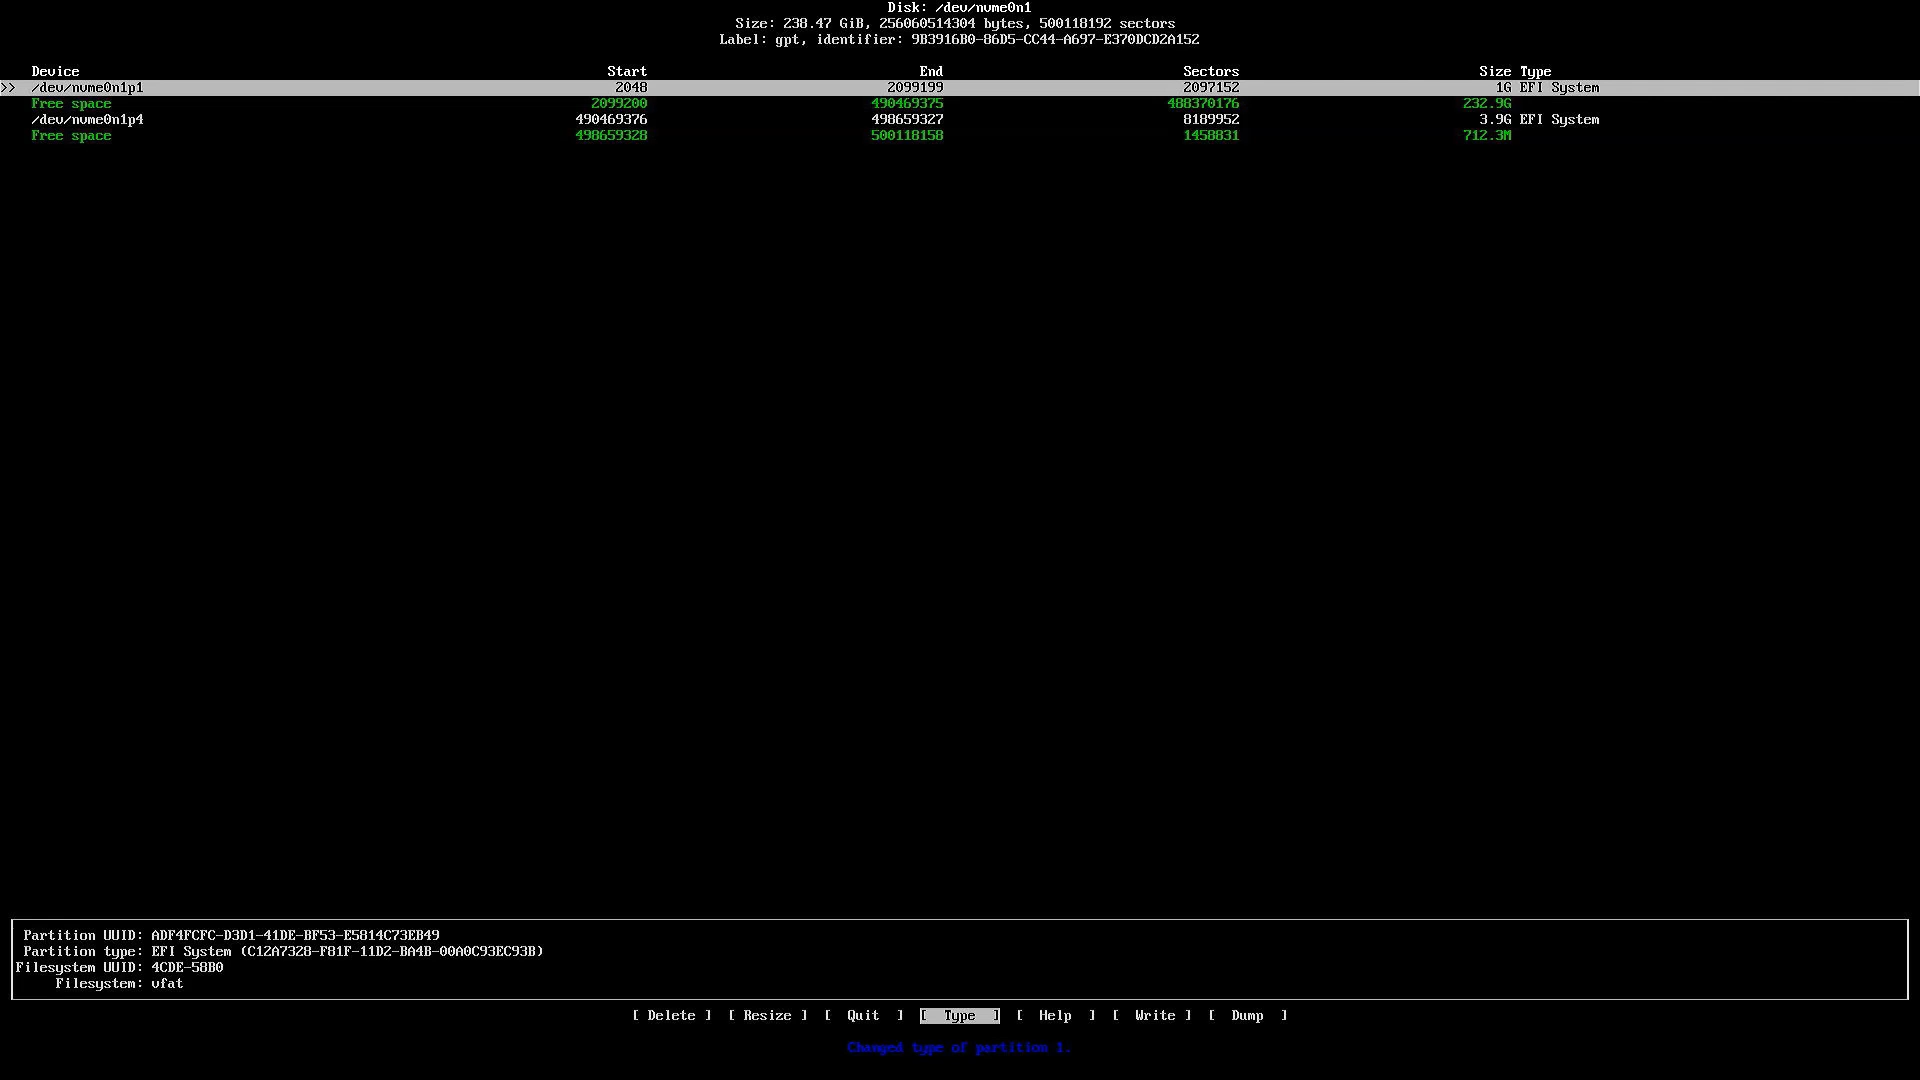 Disk: /dev/nvme0n1
Size: 238.47 GiB, 256060514304 bytes, 500118192 sectors
Label: gpt, identifier: 9B3916B0-86D5-CC44-A697-E370DCD2A152
Device Start End Sectors Size Type
>> /dev/nvme0n1p1 2048 2099199 2097152 1G EFI System
Free space 2099200 490469375 488370176 232.9G
/dev/nvme0n1p4 490469376 498659327 8189952 3.9G EFI System
Free space 498659328 500118158 1458831 712.3M
Partition UUID: ADF4FCFC-D3D1-41DE-BF53-E5814C73EB49
Partition type: EFI System (C12A7328-F81F-11D2-BA4B-00A0C93EC93B)
Filesystem UUID: 4CDE-58B0
Filesystem: vfat
[ Delete ] [ Resize ] [ Quit ] [ Type ] [ Help ] [ Write ] [ Dump ]
Changed type of partition 1.